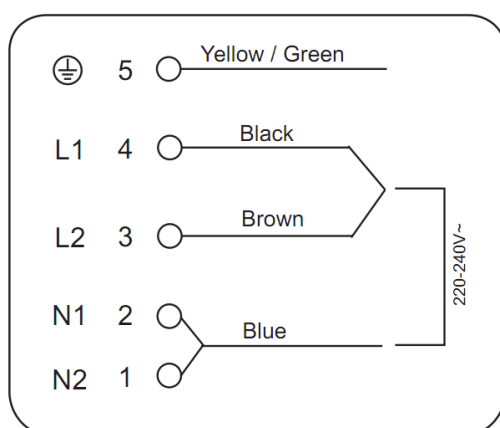 5 Yellow / Green
L1 4 Black
L2 3 Brown
220-240V~
N1 2
Blue
N2 1